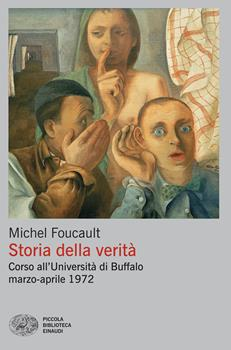 Michel Foucault
Storia della verità
Corso all'Università di Buffalo
marzo-aprile 1972
PICCOLA
BIBLIOTECA
EINAUDI